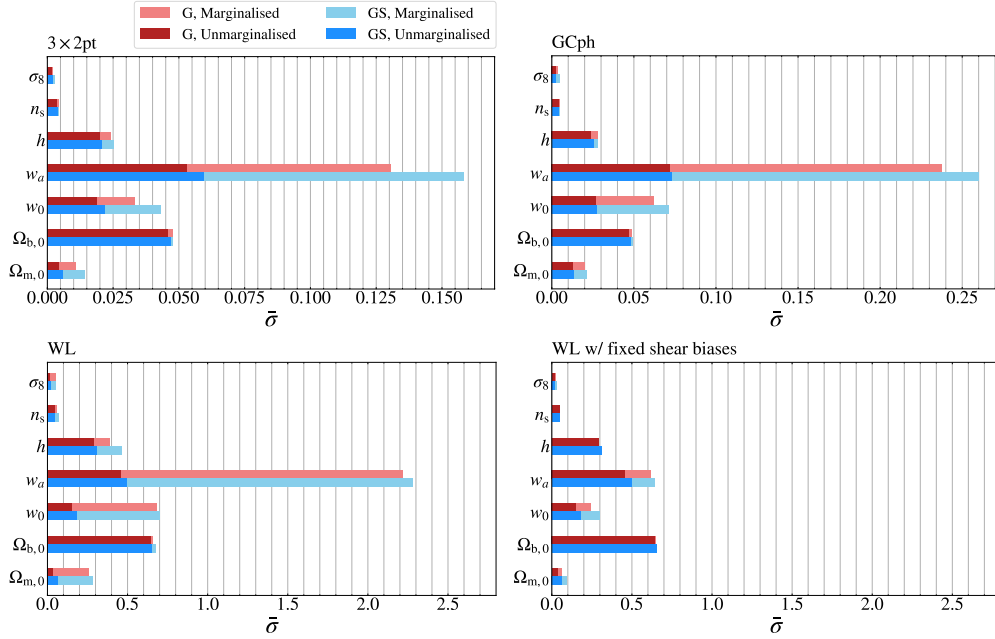 G, Marginalised GS, Marginalised
G, Unmarginalised GS, Unmarginalised
3 × 2pt
σ8
ns
h
wa
w0
Ωb, 0
Ωm, 0
0.000 0.025 0.050 0.075 0.100 0.125 0.150
σ̄
GCph
σ8
ns
h
wa
w0
Ωb, 0
Ωm, 0
0.00 0.05 0.10 0.15 0.20 0.25
σ̄
WL
σ8
ns
h
wa
w0
Ωb, 0
Ωm, 0
0.0 0.5 1.0 1.5 2.0 2.5
σ̄
WL w/ fixed shear biases
σ8
ns
h
wa
w0
Ωb, 0
Ωm, 0
0.0 0.5 1.0 1.5 2.0 2.5
σ̄